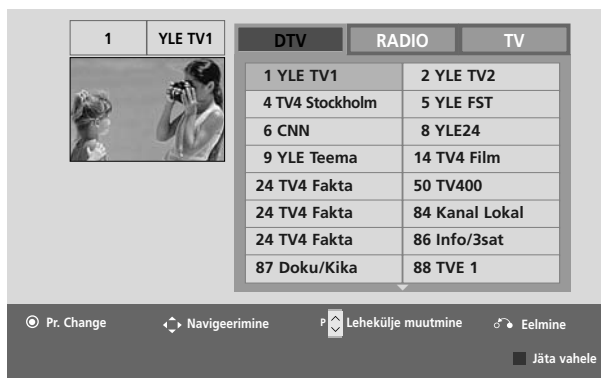 1 YLE TV1
DTV RADIO TV
1 YLE TV1 2 YLE TV2
4 TV4 Stockholm 5 YLE FST
6 CNN 8 YLE24
9 YLE Teema 14 TV4 Film
24 TV4 Fakta 50 TV400
24 TV4 Fakta 84 Kanal Lokal
24 TV4 Fakta 86 Info/3sat
87 Doku/Kika 88 TVE 1
Pr. Change Navigeerimine P Lehekülje muutmine Eelmine
Jäta vahele